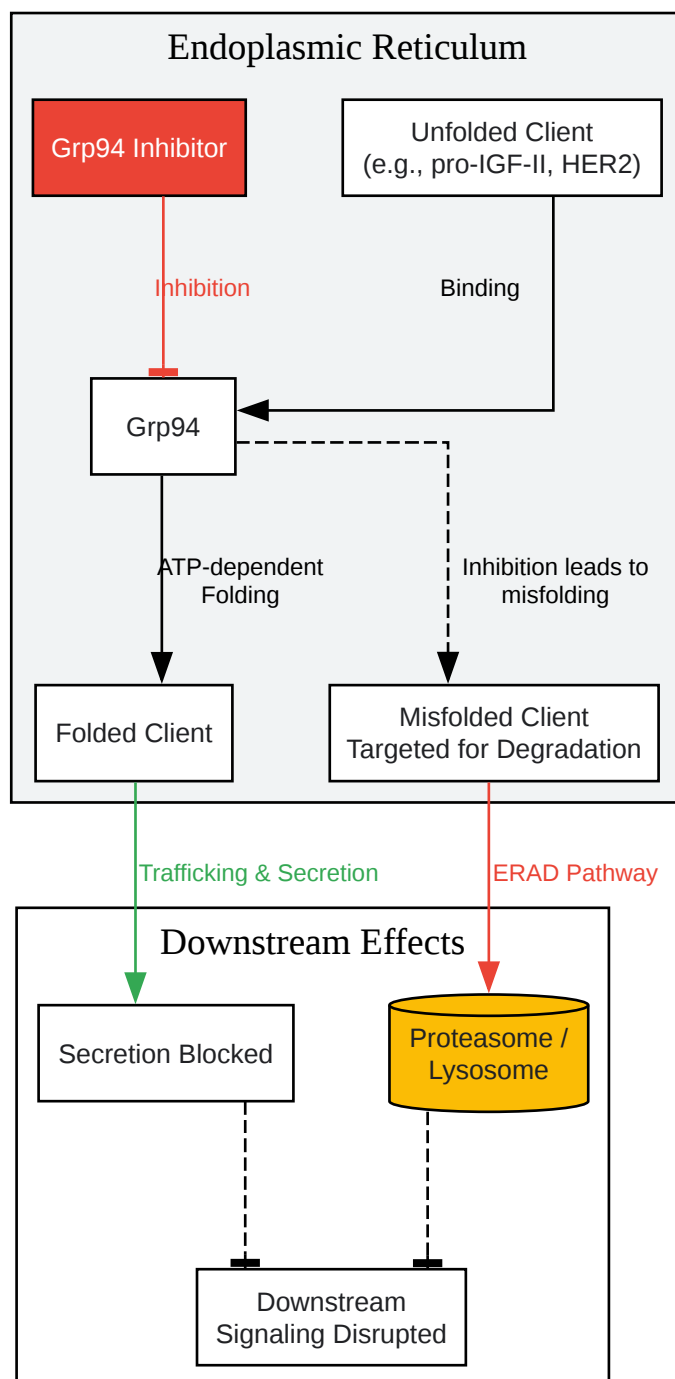 Endoplasmic Reticulum
Grp94 Inhibitor
Unfolded Client
(e.g., pro-IGF-II, HER2)
Inhibition
Binding
Grp94
ATP-dependent
Folding
Inhibition leads to
misfolding
Folded Client
Misfolded Client
Targeted for Degradation
Trafficking & Secretion
ERAD Pathway
Downstream Effects
Secretion Blocked
Proteasome /
Lysosome
Downstream
Signaling Disrupted